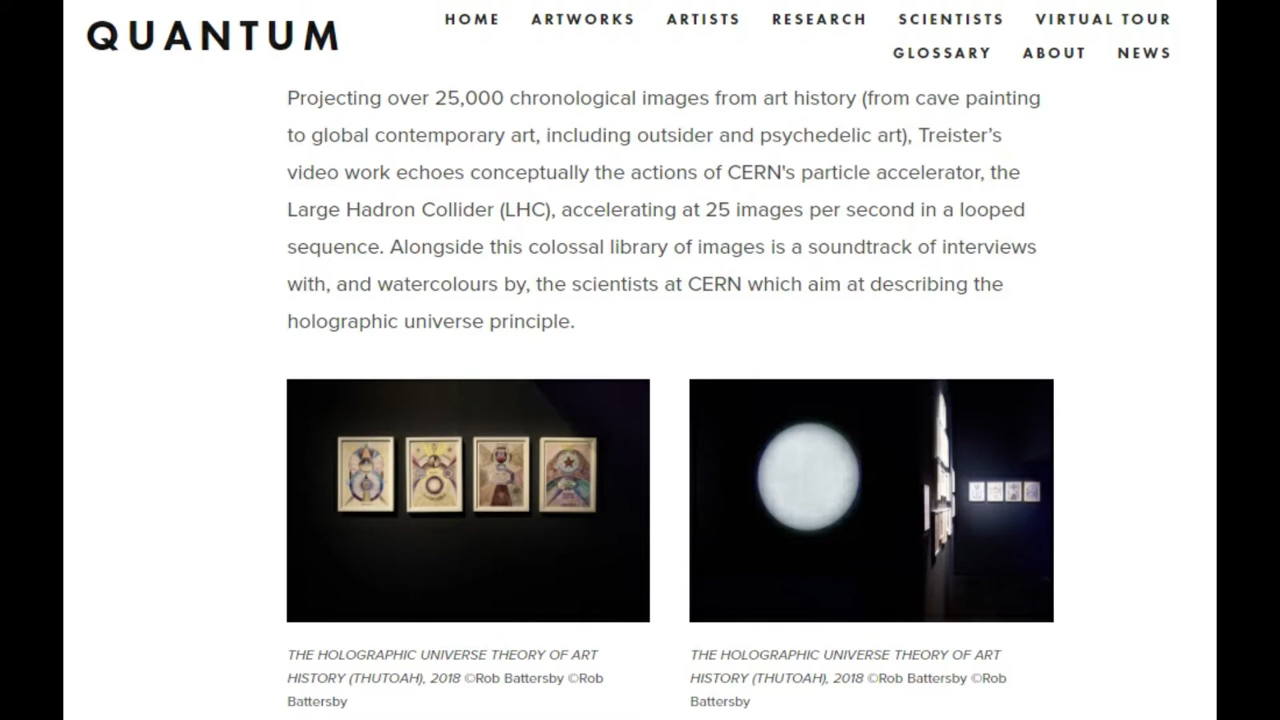 QUANTUM
HOME ARTWORKS ARTISTS RESEARCH SCIENTISTS VIRTUAL TOUR
GLOSSARY ABOUT NEWS
Projecting over 25,000 chronological images from art history (from cave painting
to global contemporary art, including outsider and psychedelic art), Treister’s
video work echoes conceptually the actions of CERN's particle accelerator, the
Large Hadron Collider (LHC), accelerating at 25 images per second in a looped
sequence. Alongside this colossal library of images is a soundtrack of interviews
with, and watercolours by, the scientists at CERN which aim at describing the
holographic universe principle.
THE HOLOGRAPHIC UNIVERSE THEORY OF ART
HISTORY (THUTOAH), 2018 ©Rob Battersby ©Rob
Battersby
THE HOLOGRAPHIC UNIVERSE THEORY OF ART
HISTORY (THUTOAH), 2018 ©Rob Battersby ©Rob
Battersby